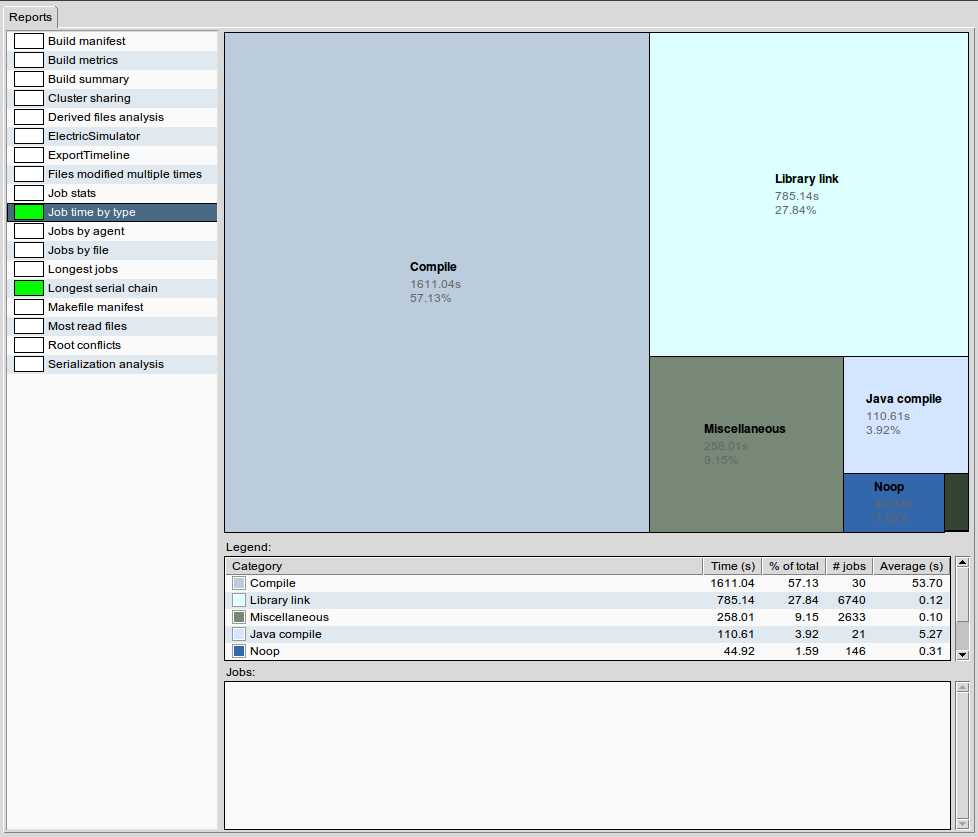 Reports
Build manifest
Build metrics
Build summary
Cluster sharing
Derived files analysis
ElectricSimulator
ExportTimeline
Files modified multiple times
Job stats
Job time by type
Jobs by agent
Jobs by file
Longest jobs
Longest serial chain
Makefile manifest
Most read files
Root conflicts
Serialization analysis
Compile
1611.04s
57.13%
Library link
785.14s
27.84%
Miscellaneous
258.01s
9.15%
Java compile
110.61s
3.92%
Noop
44.92s
1.59%
Legend:
Category Time (s) % of total # jobs Average (s)
Compile 1611.04 57.13 30 53.70
Library link 785.14 27.84 6740 0.12
Miscellaneous 258.01 9.15 2633 0.10
Java compile 110.61 3.92 21 5.27
Noop 44.92 1.59 146 0.31
Jobs: